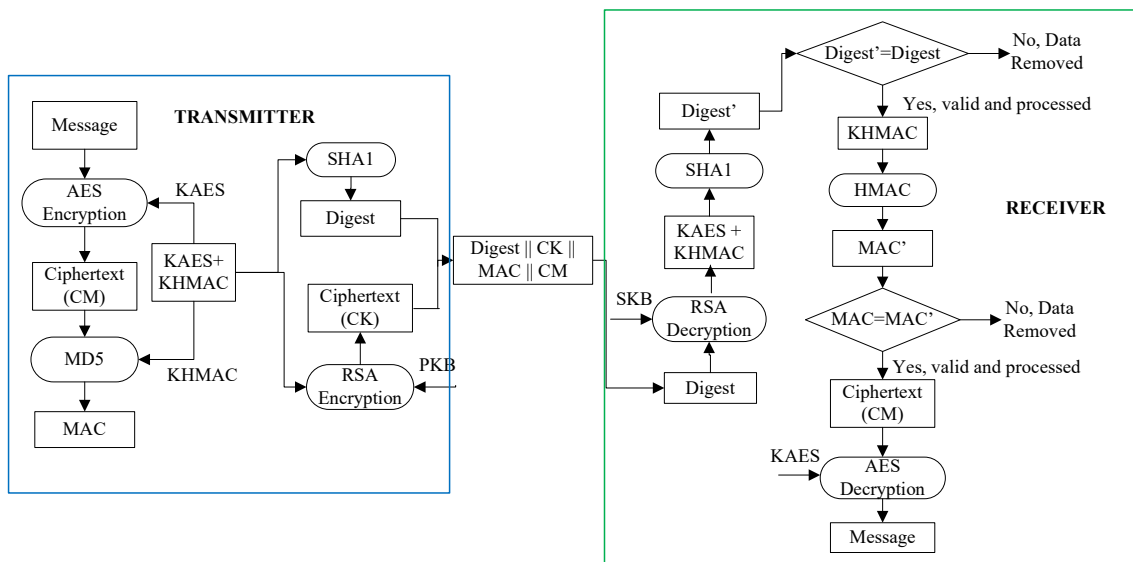 TRANSMITTER
Message
AES
Encryption
KAES
Ciphertext
(CM)
KAES+
KHMAC
MD5
KHMAC
MAC
SHA1
Digest
Ciphertext
(CK)
RSA
Encryption
PKB
Digest || CK ||
MAC || CM
RECEIVER
Digest
SKB
RSA
Decryption
KAES +
KHMAC
SHA1
Digest’
Digest’=Digest
No, Data
Removed
Yes, valid and processed
KHMAC
HMAC
MAC’
MAC=MAC’
No, Data
Removed
Yes, valid and processed
Ciphertext
(CM)
KAES
AES
Decryption
Message